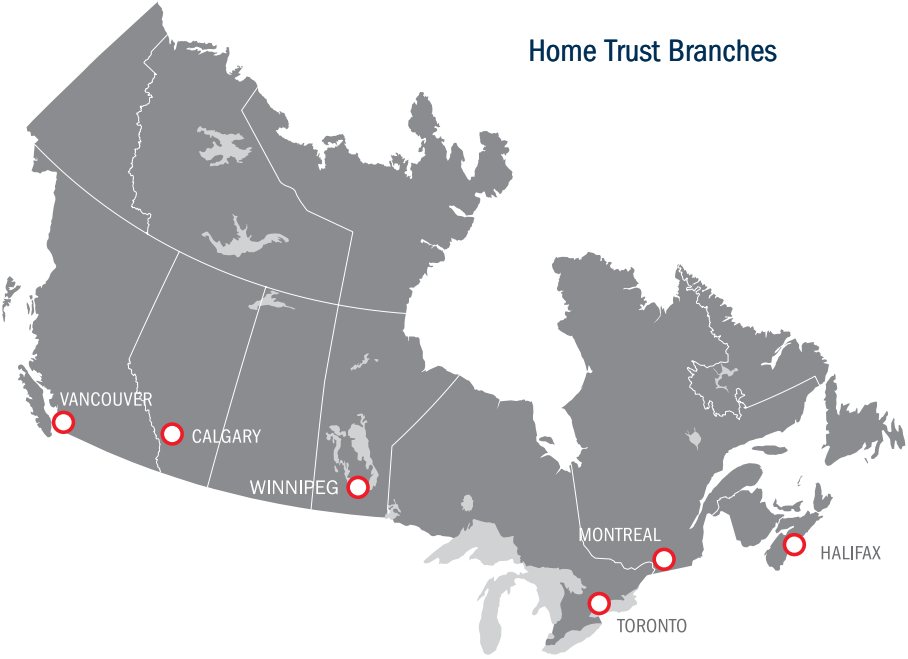 Home Trust Branches
VANCOUVER
CALGARY
WINNIPEG
MONTREAL
HALIFAX
TORONTO